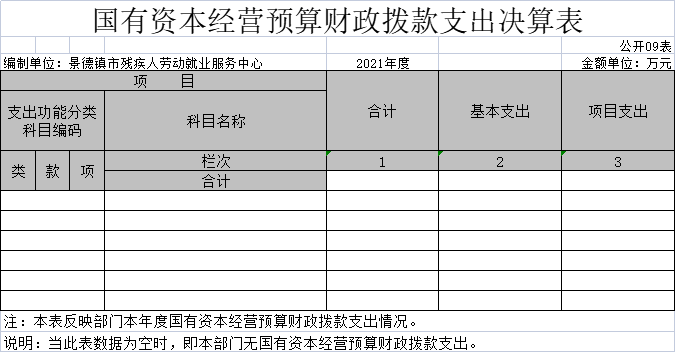 国有资本经营预算财政拨款支出决算表
公开09表
编制单位：景德镇市残疾人劳动就业服务中心 2021年度 金额单位：万元
项 目
支出功能分类
科目编码
科目名称
合计 基本支出 项目支出
类 款 项
栏次 1 2 3
合计
注：本表反映部门本年度国有资本经营预算财政拨款支出情况。
说明：当此表数据为空时，即本部门无国有资本经营预算财政拨款支出。